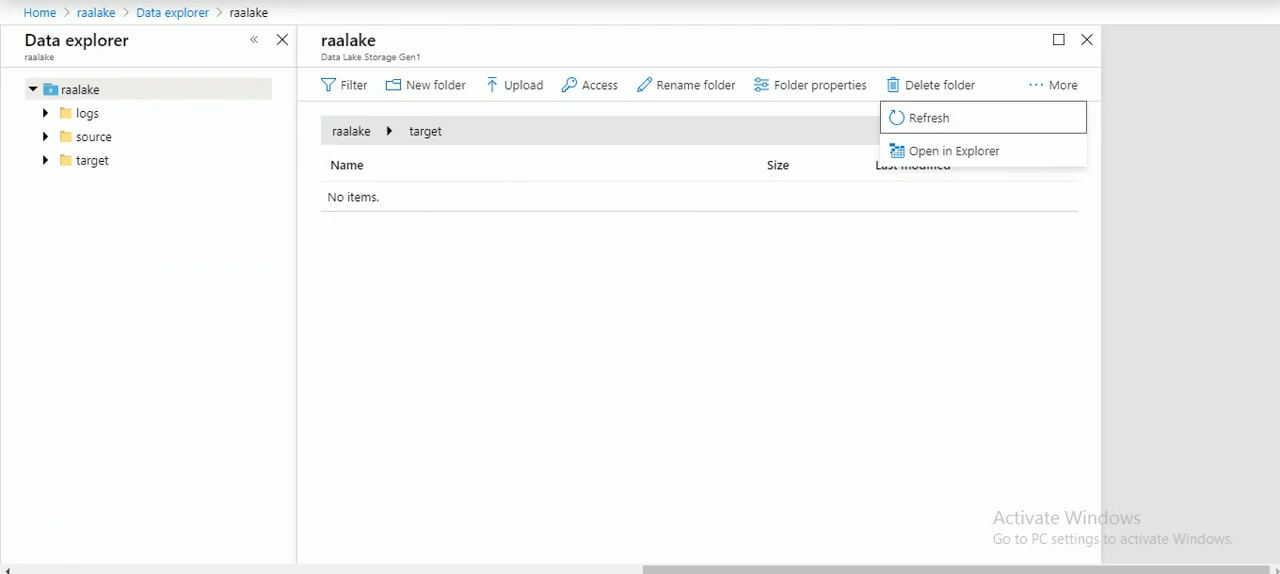 Home > raalake > Data explorer > raalake
Data explorer
raalake
raalake
logs
source
target
raalake
Data Lake Storage Gen1
Filter New folder Upload Access Rename folder Folder properties Delete folder ··· More
Refresh
Open in Explorer
raalake target
Name Size Last modified
No items.
Activate Windows
Go to PC settings to activate Windows.